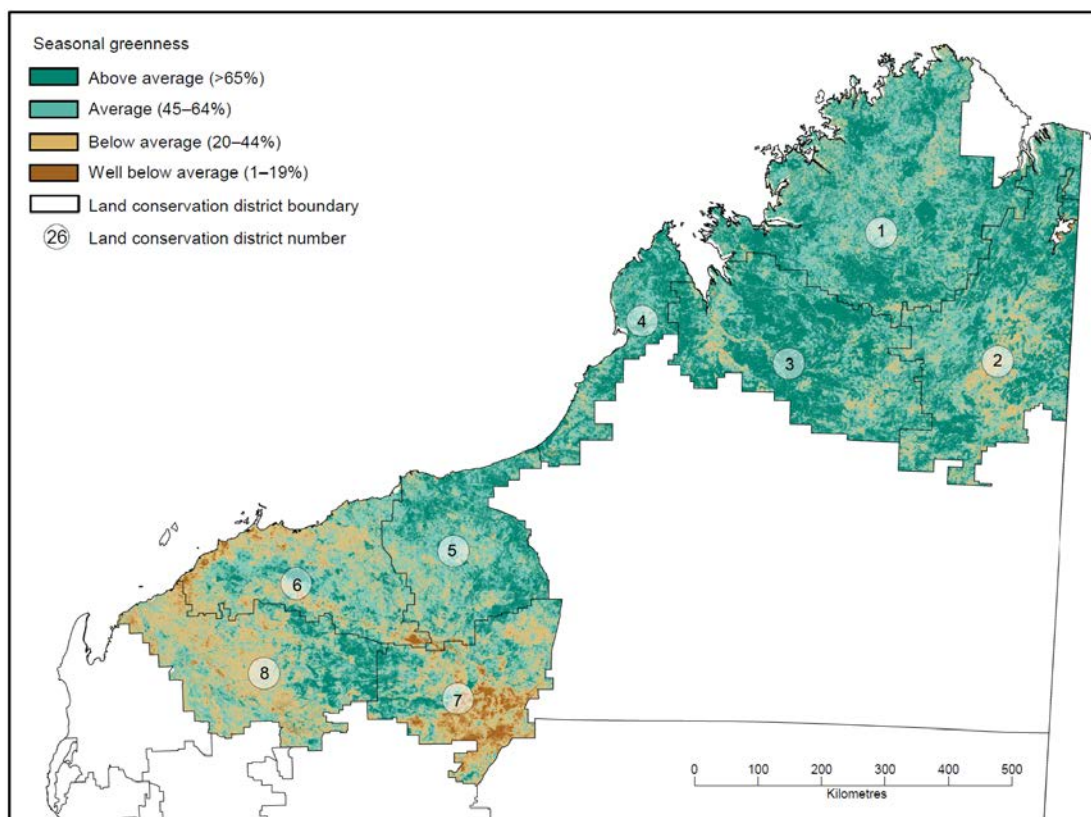 Seasonal greenness
Above average (>65%)
Average (45–64%)
Below average (20–44%)
Well below average (1–19%)
Land conservation district boundary
26 Land conservation district number
1
2
3
4
5
6
7
8
0 100 200 300 400 500
Kilometres